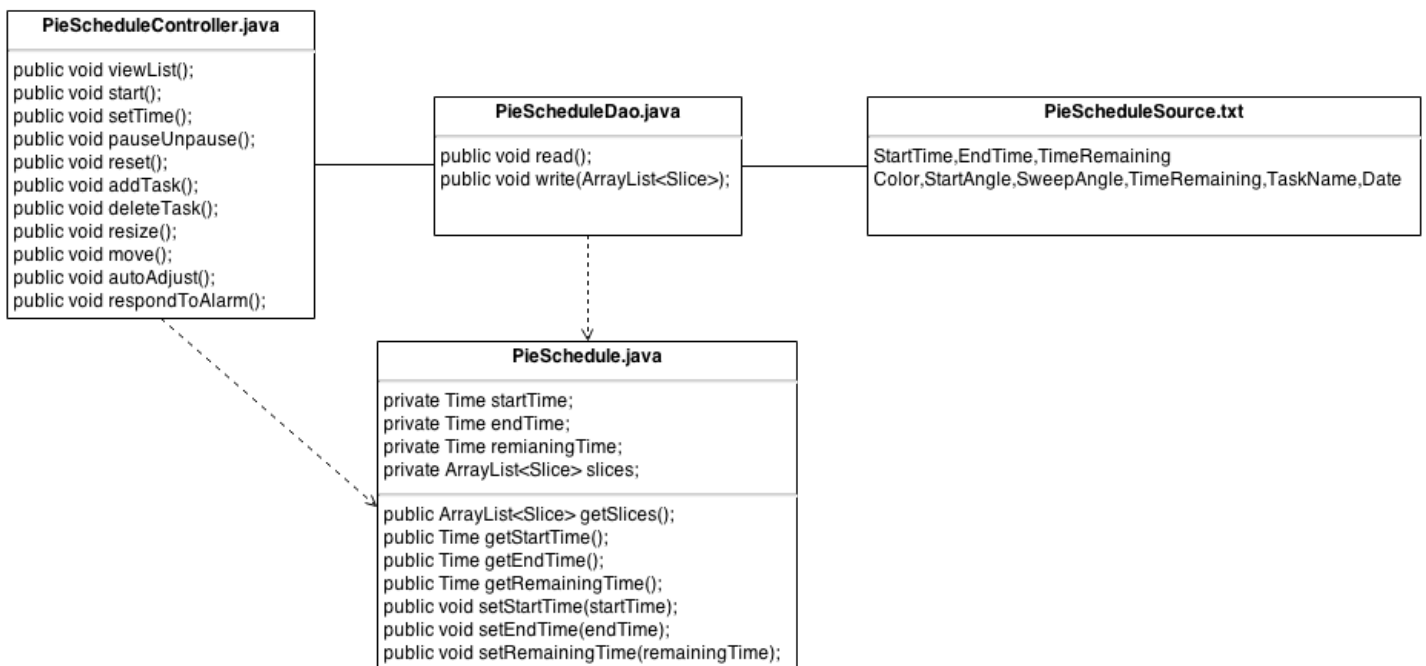 PieScheduleController.java
public void viewList();
public void start();
public void setTime();
public void pauseUnpause();
public void reset();
public void addTask();
public void deleteTask();
public void resize();
public void move();
public void autoAdjust();
public void respondToAlarm();
PieScheduleDao.java
public void read();
public void write(ArrayList<Slice>);
PieScheduleSource.txt
StartTime,EndTime,TimeRemaining
Color,StartAngle,SweepAngle,TimeRemaining,TaskName,Date
PieSchedule.java
private Time startTime;
private Time endTime;
private Time remianingTime;
private ArrayList<Slice> slices;
public ArrayList<Slice> getSlices();
public Time getStartTime();
public Time getEndTime();
public Time getRemainingTime();
public void setStartTime(startTime);
public void setEndTime(endTime);
public void setRemainingTime(remainingTime);